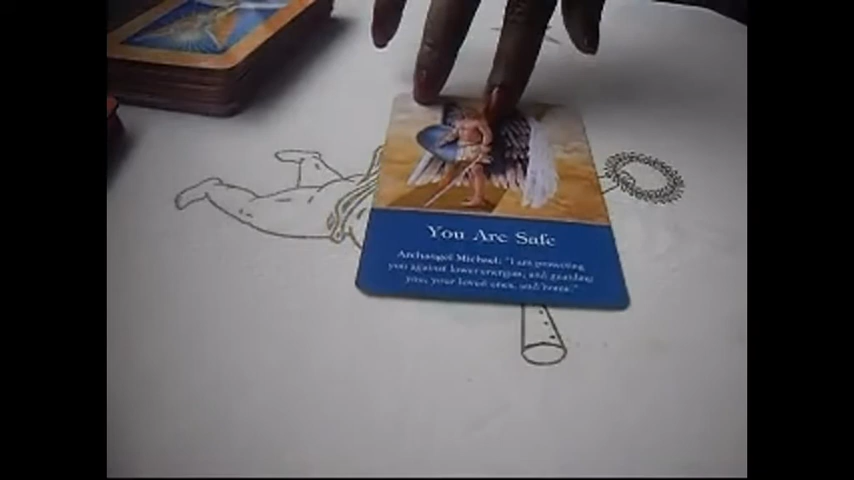 You Are Safe
Archangel Michael: "I am protecting
you against lower energies, and guarding
you, your loved ones, and home."